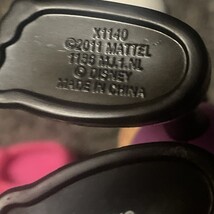 X1140
©2011 MATTEL
1198 MJ.1.NL
© DISNEY
MADE IN CHINA